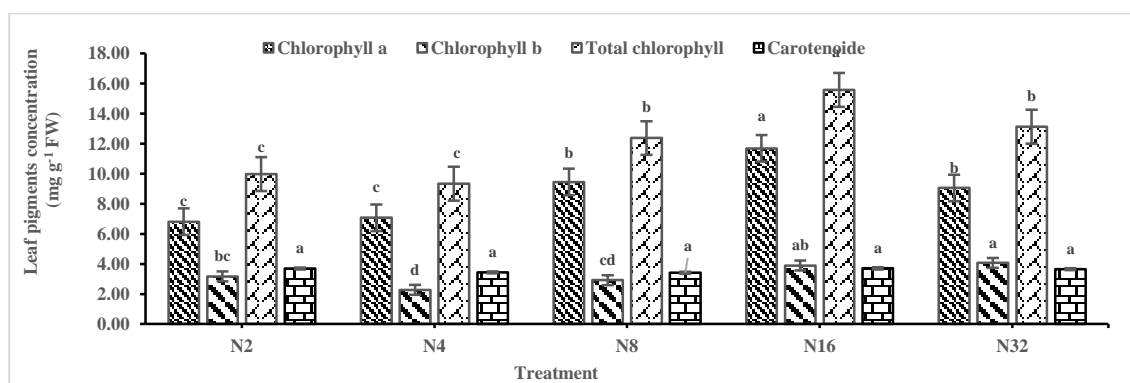 Leaf pigments concentration
(mg g-1 FW)
18.00
16.00
14.00
12.00
10.00
8.00
6.00
4.00
2.00
0.00
Chlorophyll a Chlorophyll b Total chlorophyll Carotenoide
c bc c a
c d c a
b cd b a
a ab a a
b a b a
N2 N4 N8 N16 N32
Treatment